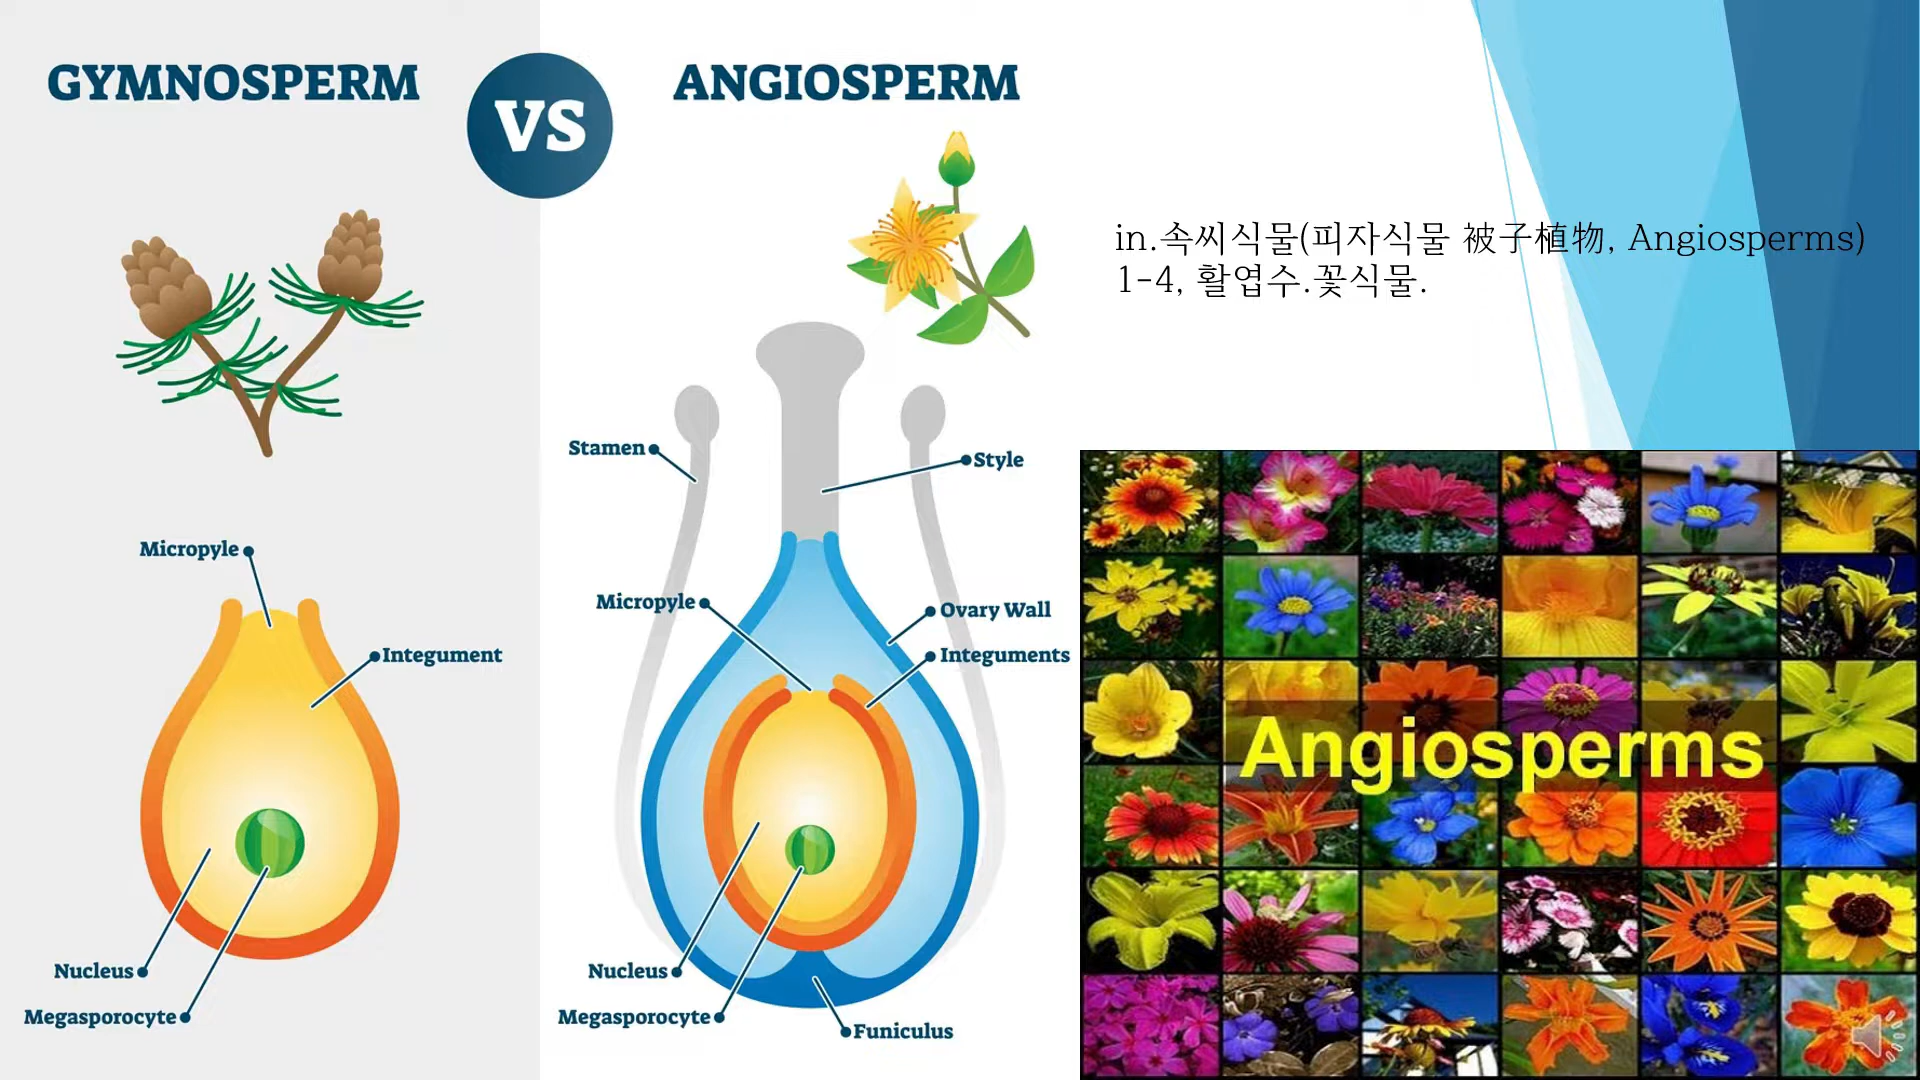 GYMNOSPERM
VS
ANGIOSPERM
in.속씨식물(피자식물 被子植物, Angiosperms)
1-4, 활엽수.꽃식물.
Micropyle
Integument
Nucleus
Megasporocyte
Stamen
Style
Micropyle
Ovary Wall
Integuments
Nucleus
Megasporocyte
Funiculus
Angiosperms